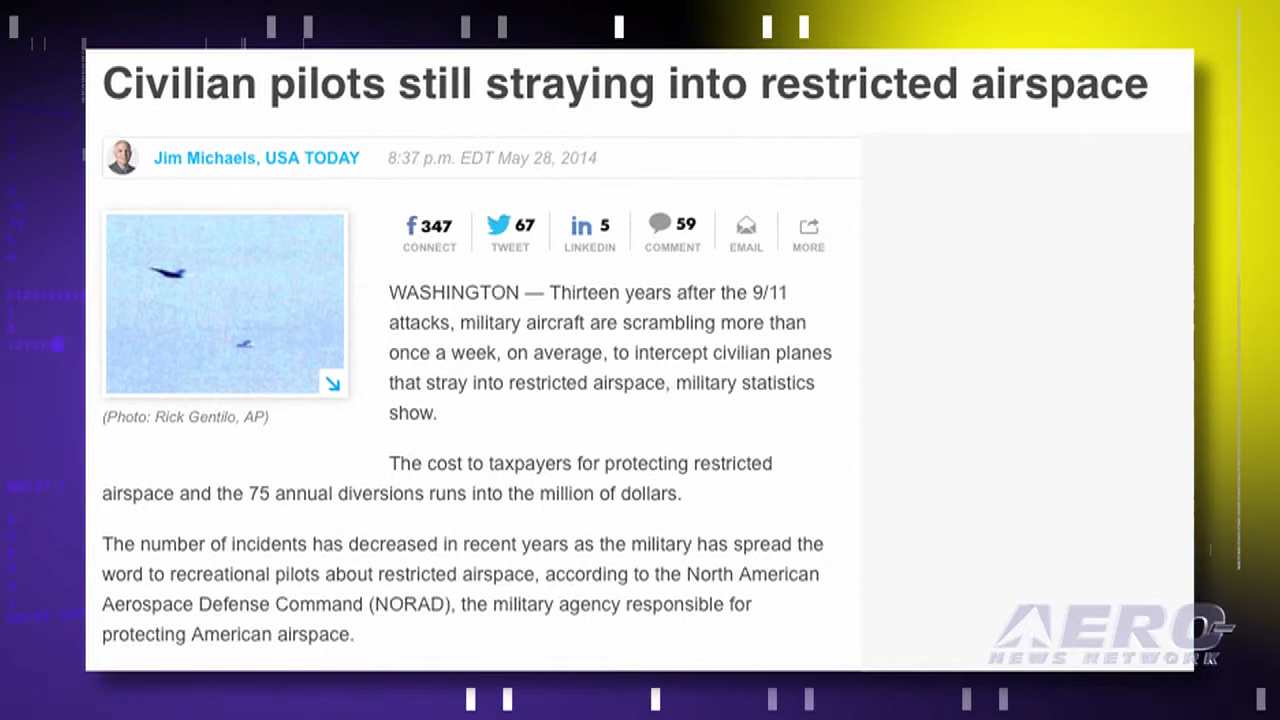 Civilian pilots still straying into restricted airspace
Jim Michaels, USA TODAY 8:37 p.m. EDT May 28, 2014
347 67 in 5 59
CONNECT TWEET LINKEDIN COMMENT EMAIL MORE
(Photo: Rick Gentilo, AP)
WASHINGTON — Thirteen years after the 9/11
attacks, military aircraft are scrambling more than
once a week, on average, to intercept civilian planes
that stray into restricted airspace, military statistics
show.
The cost to taxpayers for protecting restricted
airspace and the 75 annual diversions runs into the million of dollars.
The number of incidents has decreased in recent years as the military has spread the
word to recreational pilots about restricted airspace, according to the North American
Aerospace Defense Command (NORAD), the military agency responsible for
protecting American airspace.
AERO
NEWS NETWORK